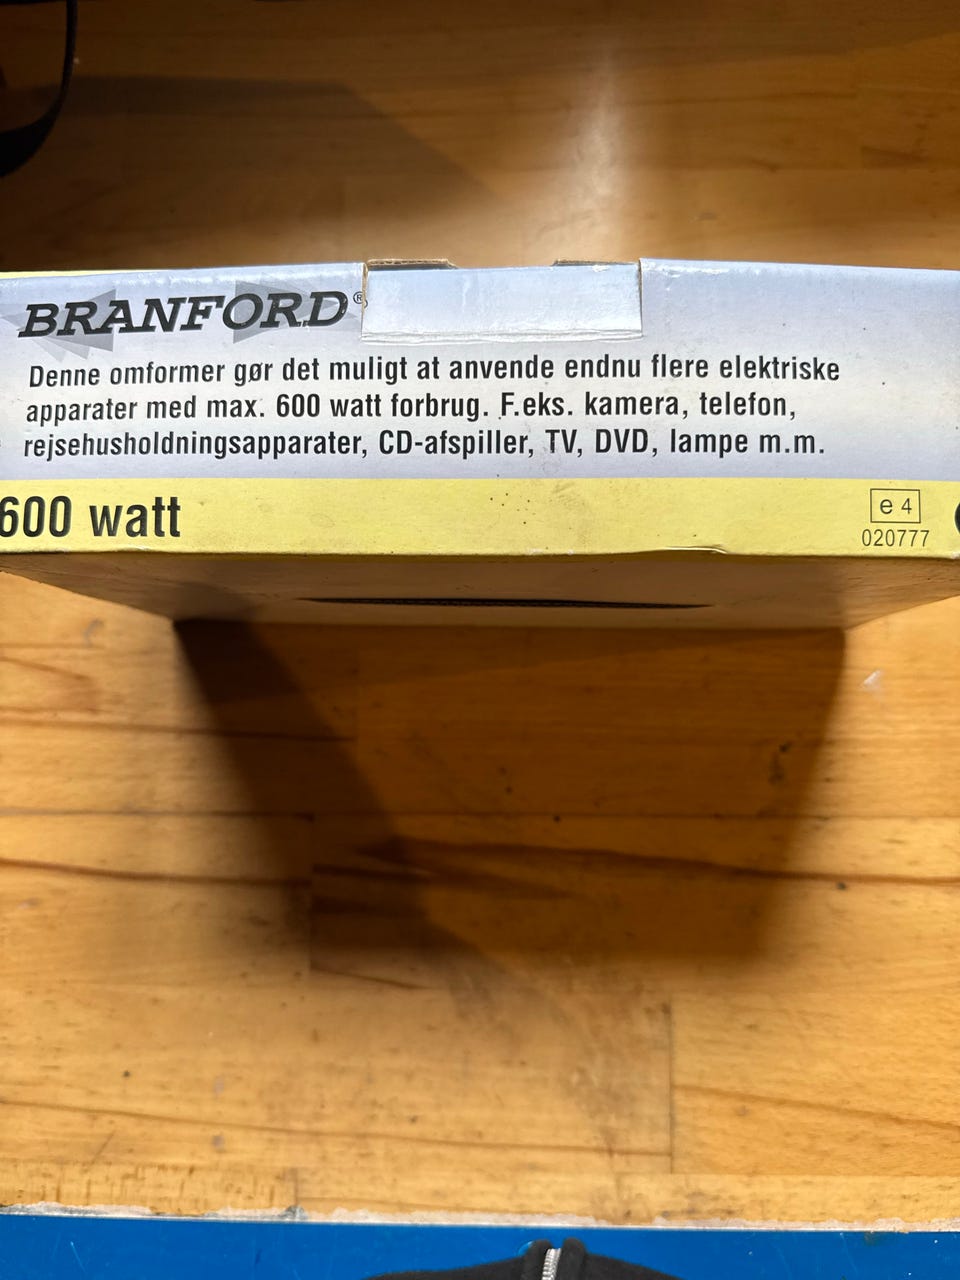 BRANFORD®
Denne omformer gør det muligt at anvende endnu flere elektriske
apparater med max. 600 watt forbrug. F.eks. kamera, telefon,
rejsehusholdningsapparater, CD-afspiller, TV, DVD, lampe m.m.
600 watt
e 4
020777